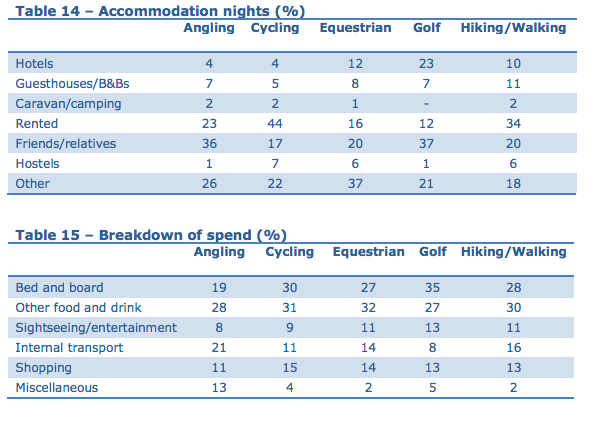 Table 14 – Accommodation nights (%)
Angling Cycling Equestrian Golf Hiking/Walking
Hotels 4 4 12 23 10
Guesthouses/B&Bs 7 5 8 7 11
Caravan/camping 2 2 1 - 2
Rented 23 44 16 12 34
Friends/relatives 36 17 20 37 20
Hostels 1 7 6 1 6
Other 26 22 37 21 18
Table 15 – Breakdown of spend (%)
Angling Cycling Equestrian Golf Hiking/Walking
Bed and board 19 30 27 35 28
Other food and drink 28 31 32 27 30
Sightseeing/entertainment 8 9 11 13 11
Internal transport 21 11 14 8 16
Shopping 11 15 14 13 13
Miscellaneous 13 4 2 5 2